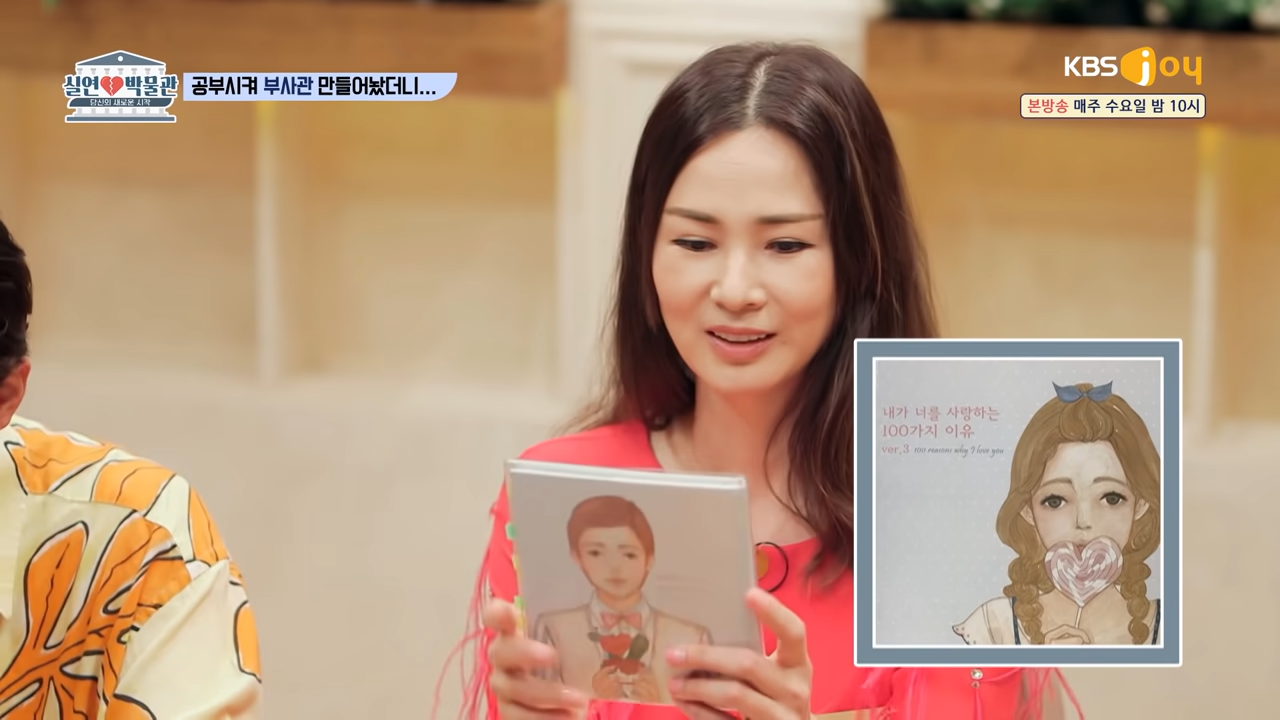 실연 박물관
당신의 새로운 시작
공부시켜 부사관 만들어놨더니...
KBS joy
본방송 매주 수요일 밤 10시
내가 너를 사랑하는
100가지 이유
ver.3 100 reasons why I love you